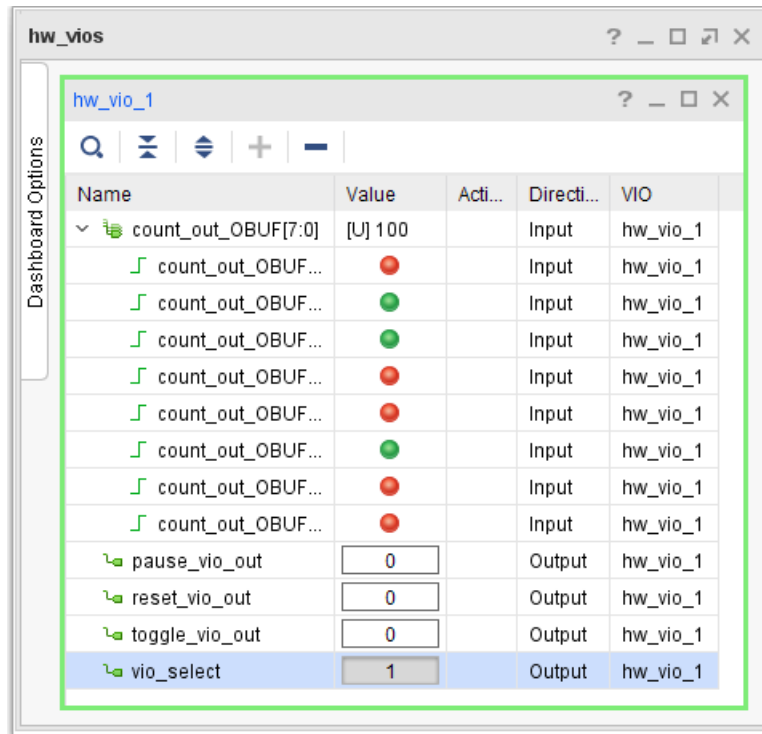 hw_vios
Dashboard Options
hw_vio_1
Name Value Acti... Directi... VIO
count_out_OBUF[7:0] [U] 100 Input hw_vio_1
count_out_OBUF... Input hw_vio_1
count_out_OBUF... Input hw_vio_1
count_out_OBUF... Input hw_vio_1
count_out_OBUF... Input hw_vio_1
count_out_OBUF... Input hw_vio_1
count_out_OBUF... Input hw_vio_1
count_out_OBUF... Input hw_vio_1
count_out_OBUF... Input hw_vio_1
pause_vio_out 0 Output hw_vio_1
reset_vio_out 0 Output hw_vio_1
toggle_vio_out 0 Output hw_vio_1
vio_select 1 Output hw_vio_1